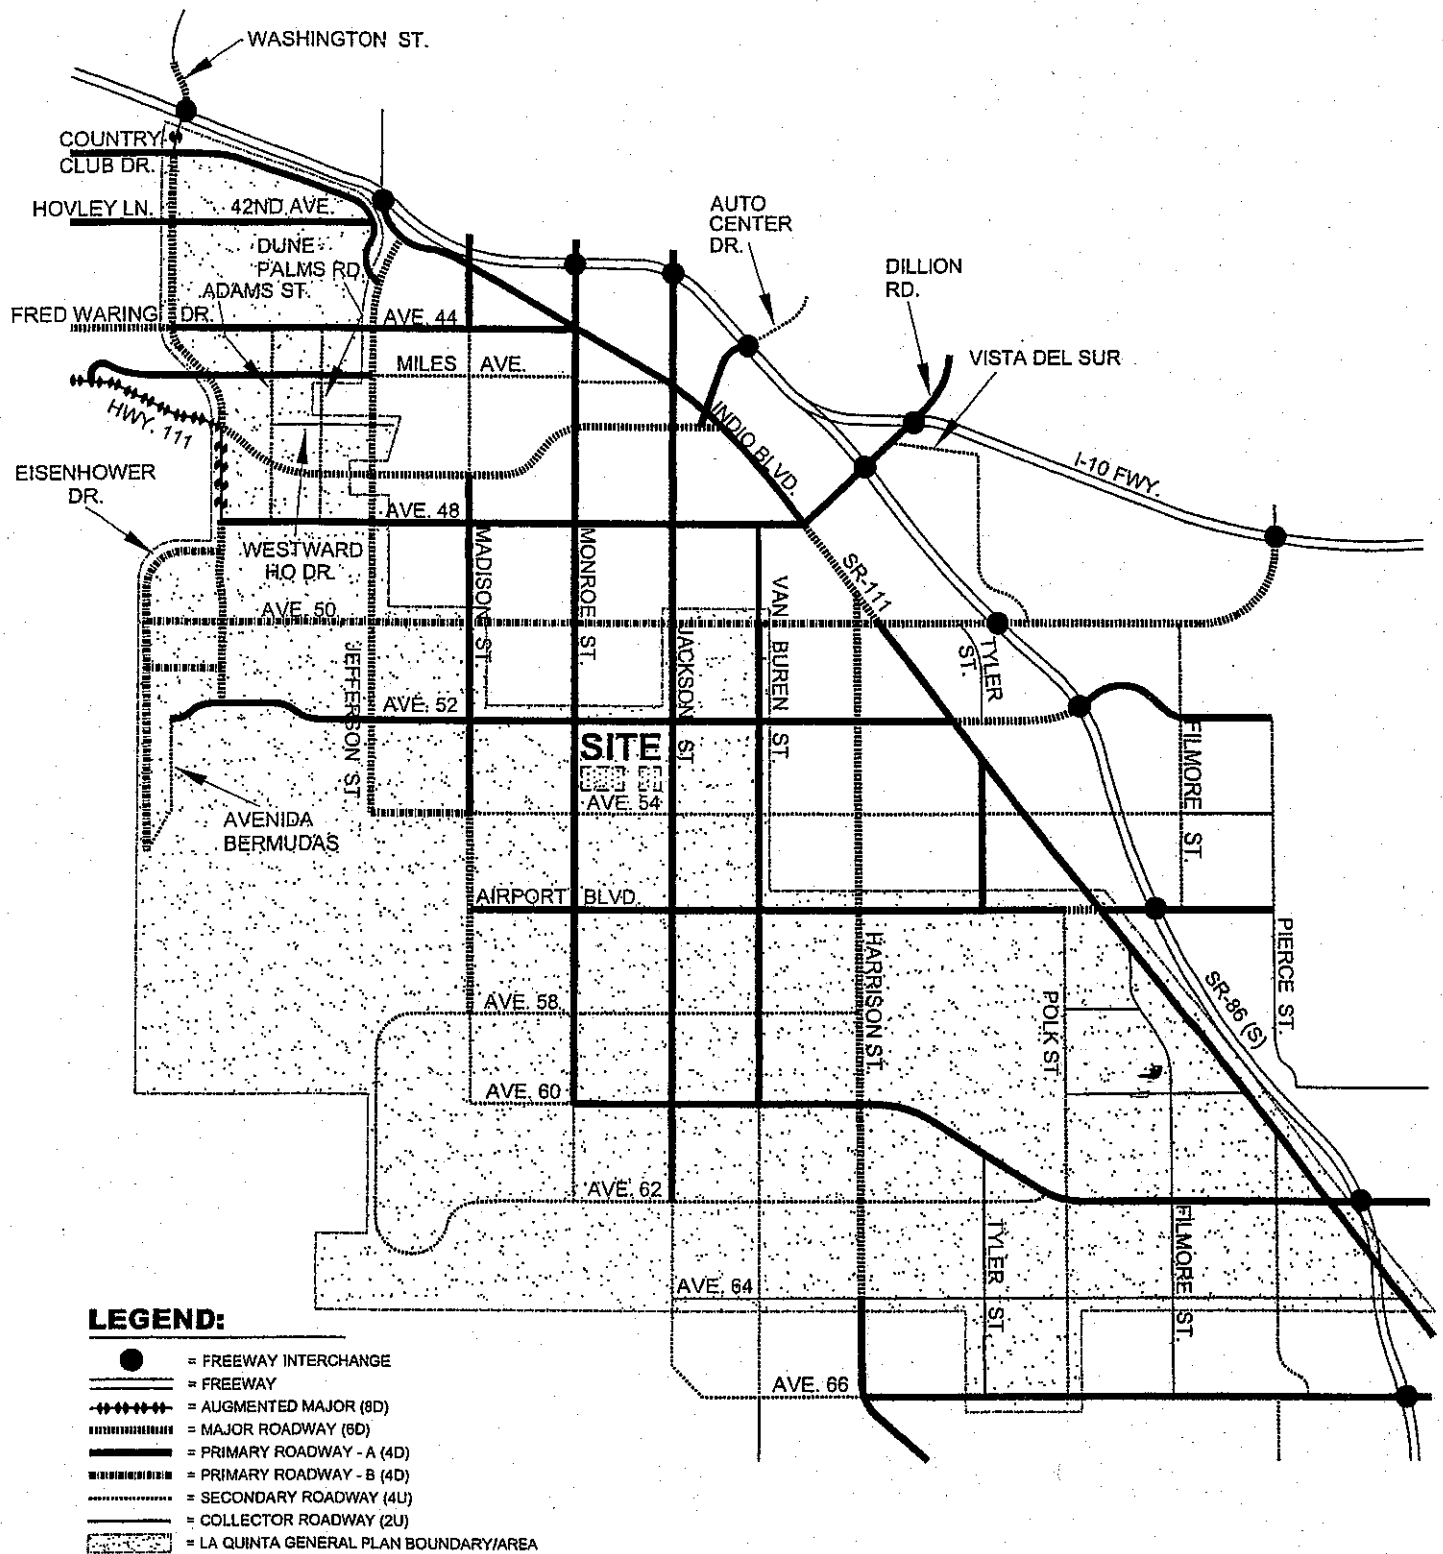 WASHINGTON ST.
COUNTRY
CLUB DR.
HOVLEY LN.
42ND AVE.
AUTO
CENTER
DR.
DUNE
PALMS RD.
ADAMS ST.
DILLION
RD.
FRED WARING DR.
AVE. 44
VISTA DEL SUR
MILES AVE.
HWY. 111
INDIO BLVD.
I-10 FWY.
EISENHOWER
DR.
AVE. 48
WESTWARD
HO DR.
MADISON ST.
MONROE ST.
VAN BUREN ST.
SR-111
AVE. 50
JEFFERSON ST.
JACKSON ST
TYLER
ST.
AVE. 52
SITE
FILMORE ST.
AVE. 54
AVENIDA
BERMUDAS
AIRPORT BLVD.
HARRISON ST.
PIERCE ST.
POLK ST
SR-86 (S)
AVE. 58
AVE. 60
AVE. 62
TYLER ST.
FILMORE ST.
AVE. 64
AVE. 66
LEGEND:
= FREEWAY INTERCHANGE
= FREEWAY
= AUGMENTED MAJOR (8D)
= MAJOR ROADWAY (6D)
= PRIMARY ROADWAY - A (4D)
= PRIMARY ROADWAY - B (4D)
= SECONDARY ROADWAY (4U)
= COLLECTOR ROADWAY (2U)
= LA QUINTA GENERAL PLAN BOUNDARY/AREA